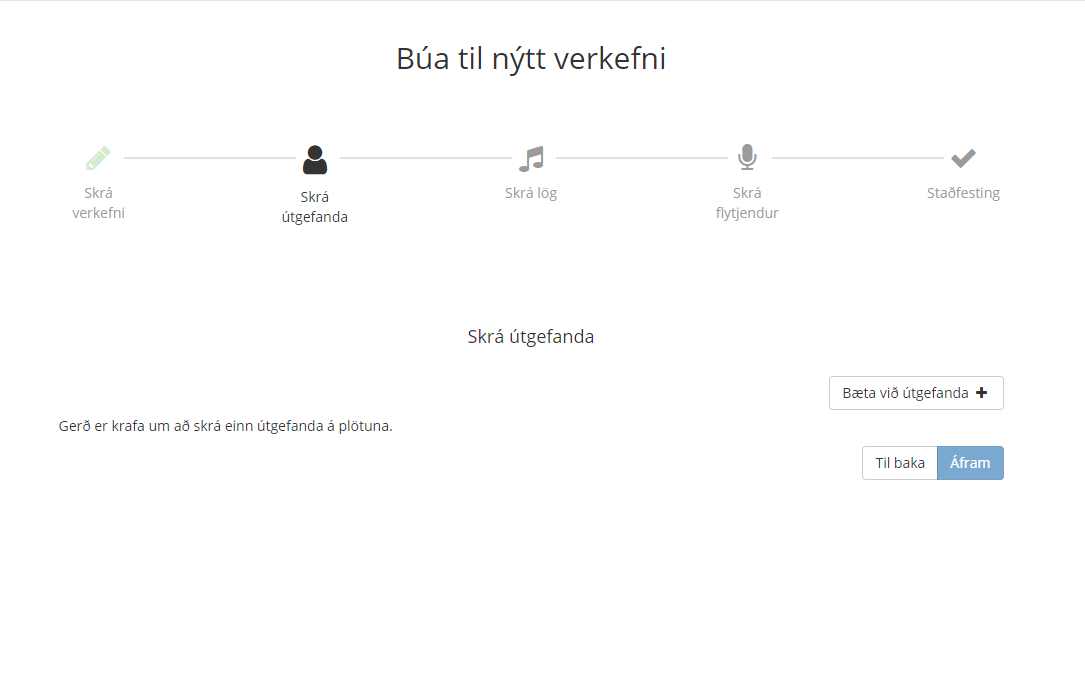 Búa til nýtt verkefni
Skrá
verkefni
Skrá
útgefanda
Skrá lög
Skrá
flytjendur
Staðfesting
Skrá útgefanda
Bæta við útgefanda
Gerð er krafa um að skrá einn útgefanda á plötuna.
Til baka
Áfram